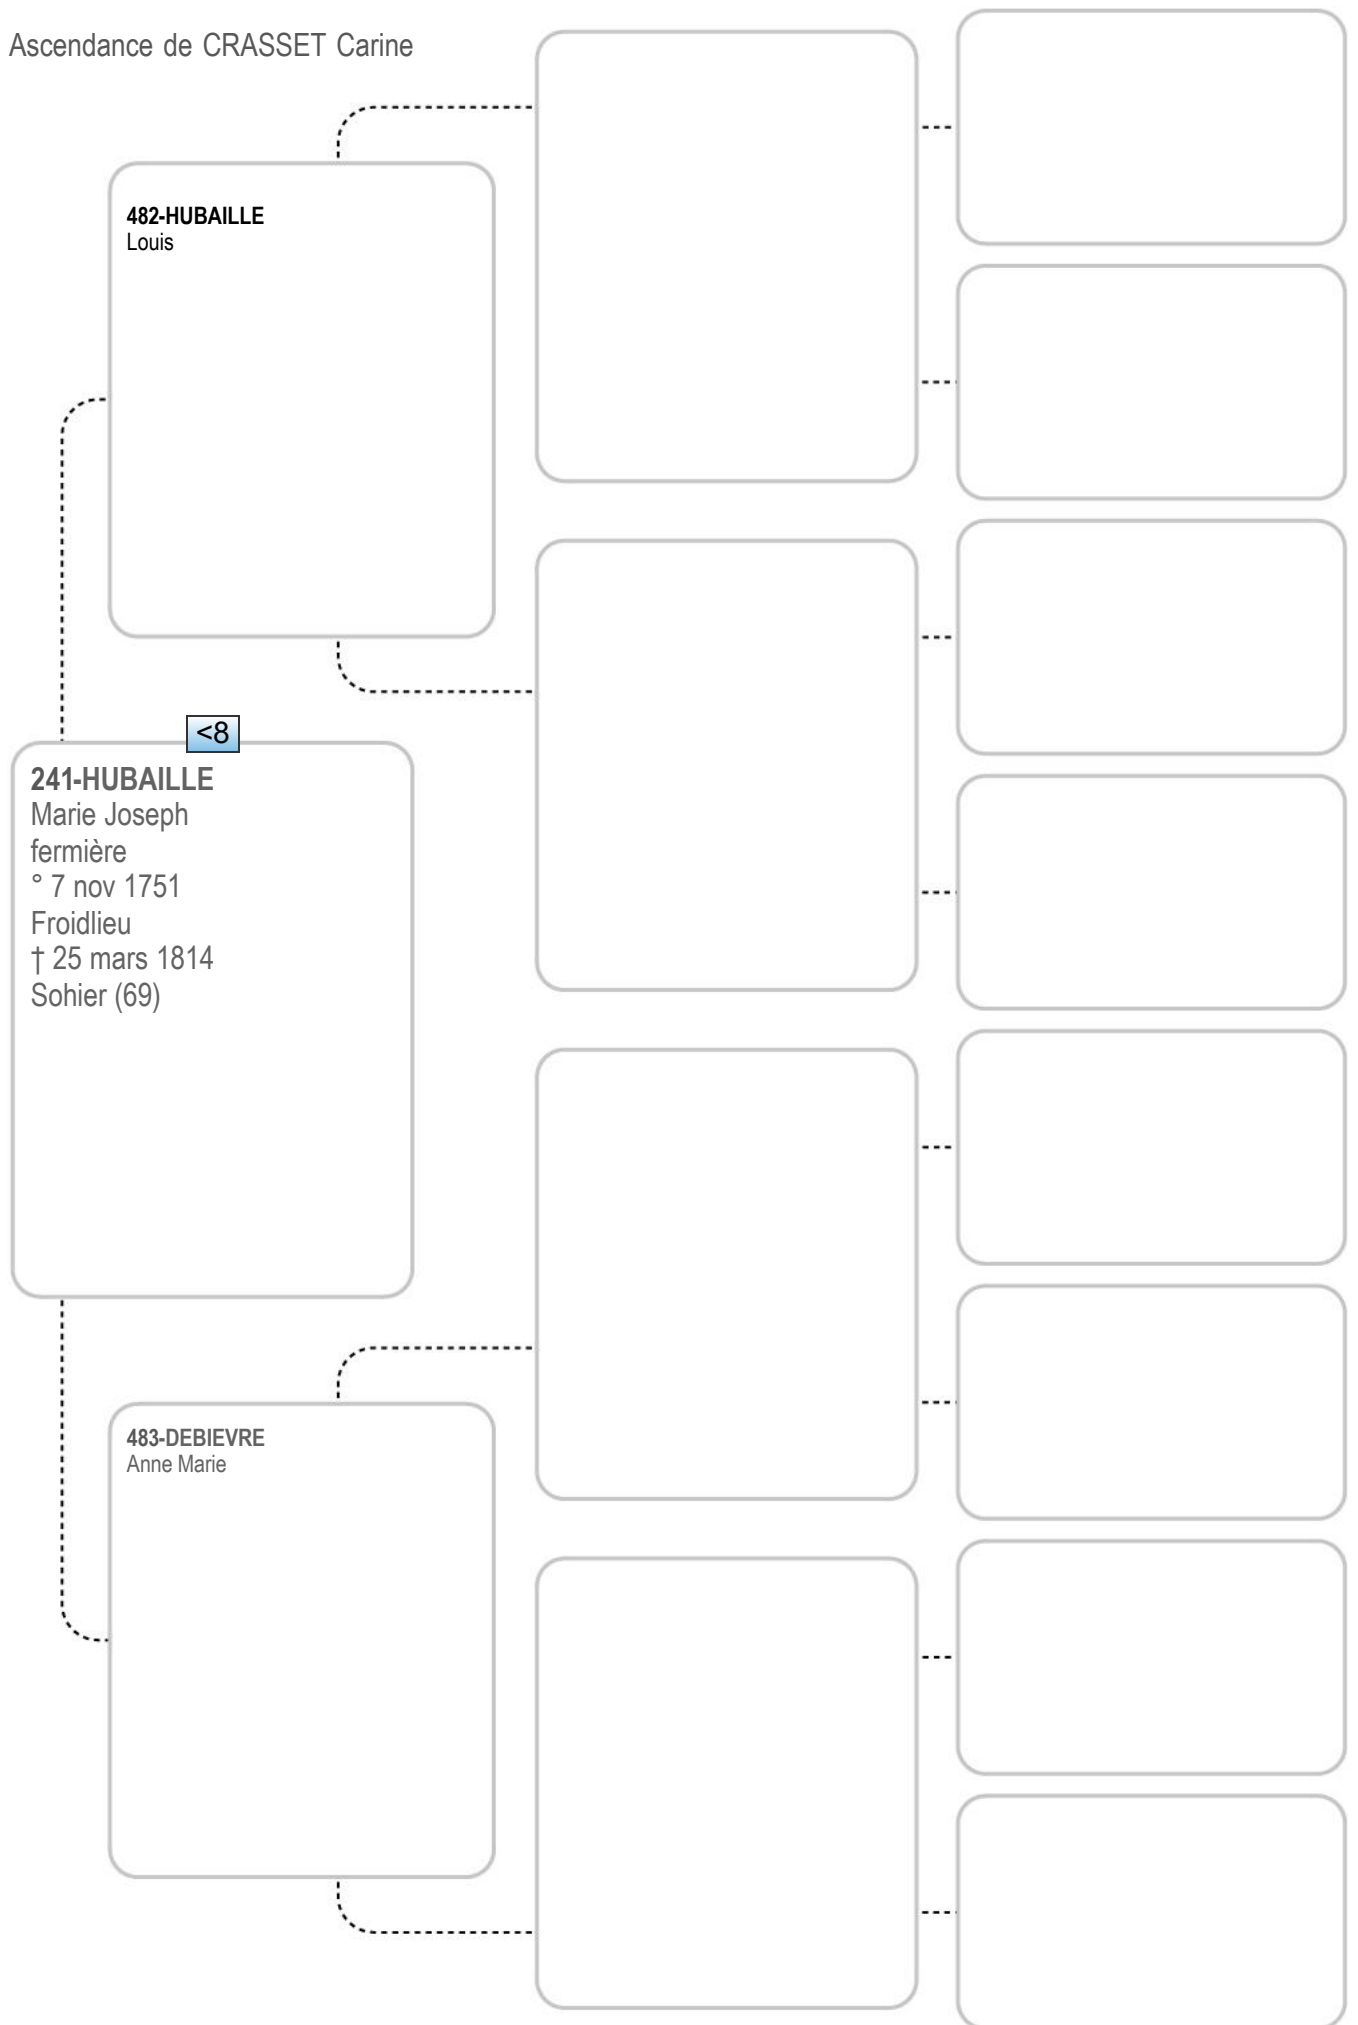 Ascendance de CRASSET Carine
482-HUBAILLE
Louis
<8
241-HUBAILLE
Marie Joseph
fermière
° 7 nov 1751
Froidlieu
† 25 mars 1814
Sohier (69)
483-DEBIEVRE
Anne Marie